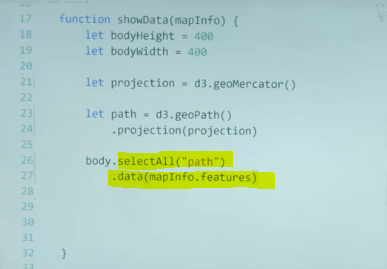 17 function showData(mapInfo) {
18 let bodyHeight = 400
19 let bodyWidth = 400
20
21 let projection = d3.geoMercator()
22
23 let path = d3.geoPath()
24 .projection(projection)
25
26 body.selectAll("path")
27 .data(mapInfo.features)
28
29
30
31
32 }
33